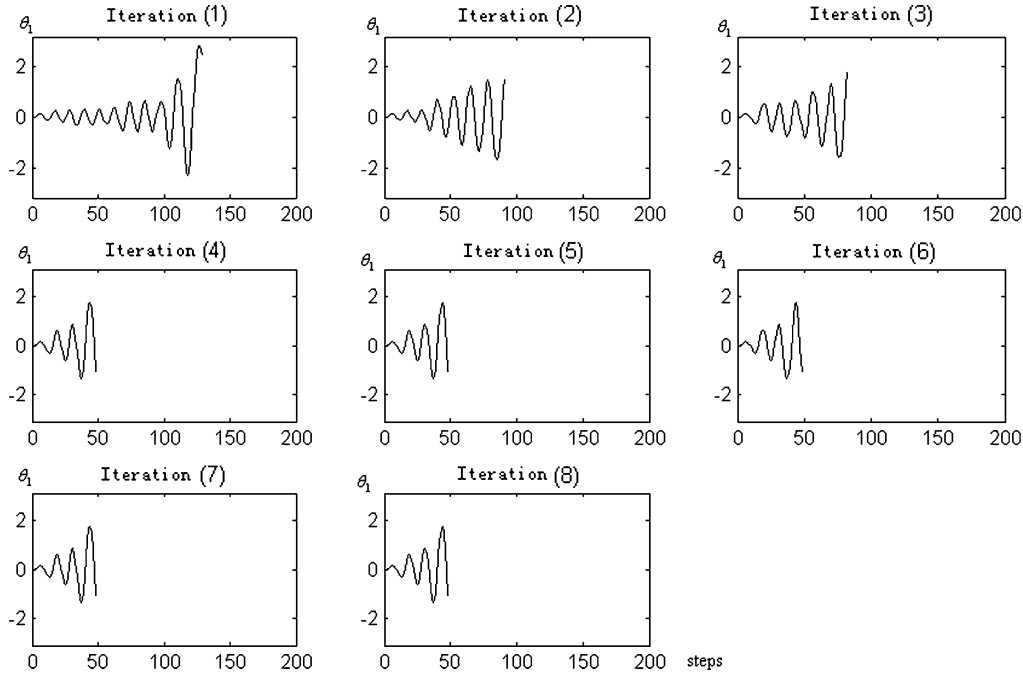 θ1 Iteration (1)
2
0
-2
0 50 100 150 200
θ1 Iteration (2)
2
0
-2
0 50 100 150 200
θ1 Iteration (3)
2
0
-2
0 50 100 150 200
θ1 Iteration (4)
2
0
-2
0 50 100 150 200
θ1 Iteration (5)
2
0
-2
0 50 100 150 200
θ1 Iteration (6)
2
0
-2
0 50 100 150 200
θ1 Iteration (7)
2
0
-2
0 50 100 150 200
θ1 Iteration (8)
2
0
-2
0 50 100 150 200 steps